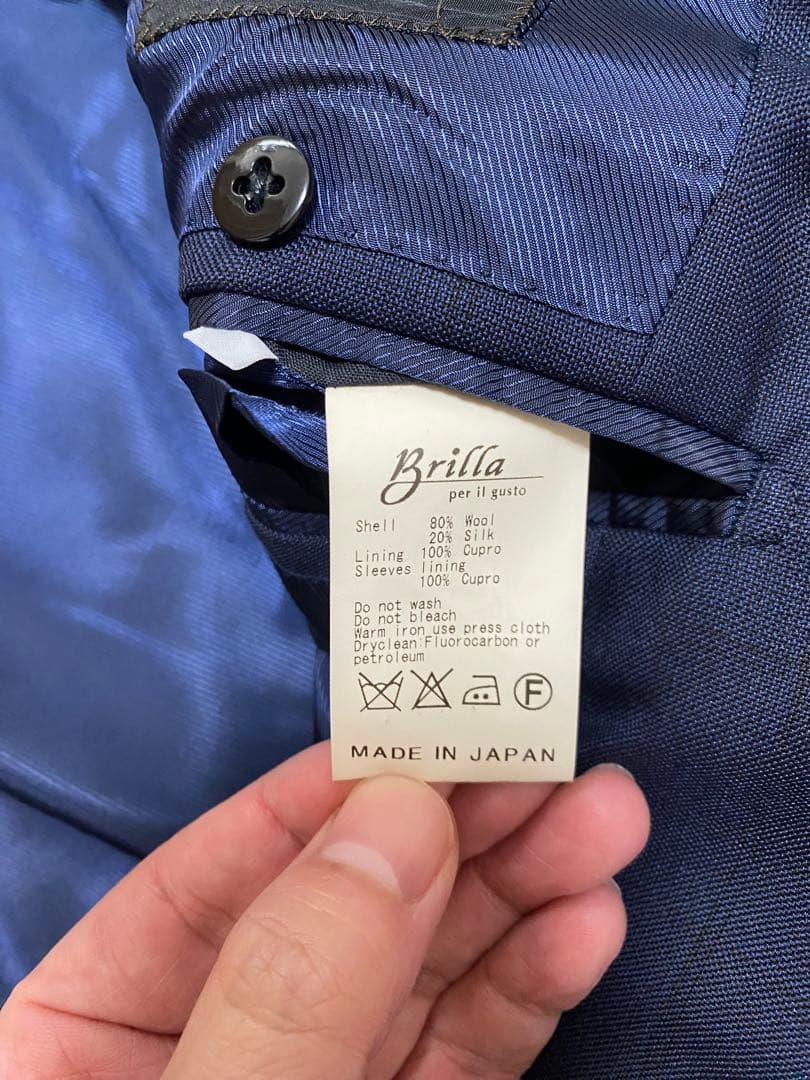 Brilla
per il gusto
Shell 80% Wool
20% Silk
Lining 100% Cupro
Sleeves lining
100% Cupro
Do not wash
Do not bleach
Warm iron use press cloth
Dryclean:Fluorocarbon or
petroleum
F
MADE IN JAPAN